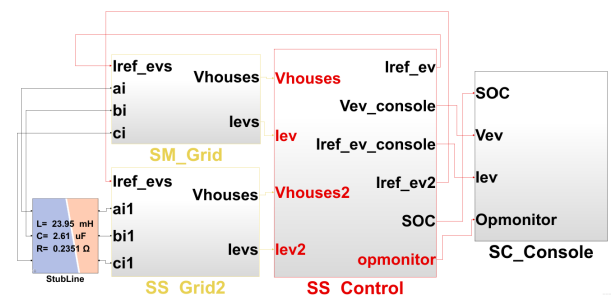 Iref_evs
ai
bi
ci
Vhouses
Ievs
SM_Grid
Iref_evs
ai1
bi1
ci1
Vhouses
Ievs
SS_Grid2
L= 23.95 mH
C= 2.61 uF
R= 0.2351 Ω
StubLine
Vhouses
Iev
Vhouses2
Iev2
Iref_ev
Vev_console
Iref_ev_console
Iref_ev2
SOC
opmonitor
SS_Control
SOC
Vev
Iev
Opmonitor
SC_Console